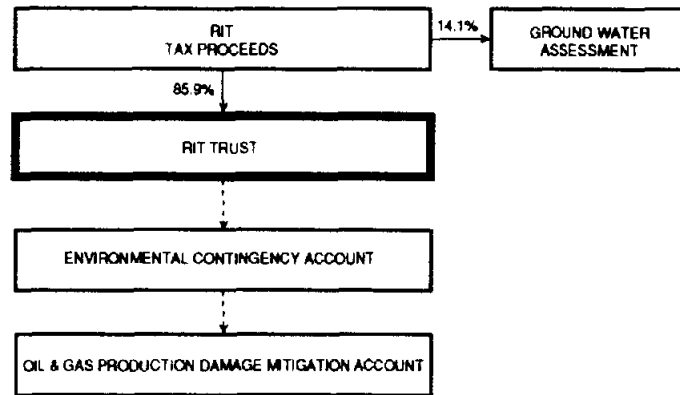 RIT
TAX PROCEEDS
14.1%
GROUND WATER
ASSESSMENT
85.9%
RIT TRUST
ENVIRONMENTAL CONTINGENCY ACCOUNT
OIL & GAS PRODUCTION DAMAGE MITIGATION ACCOUNT